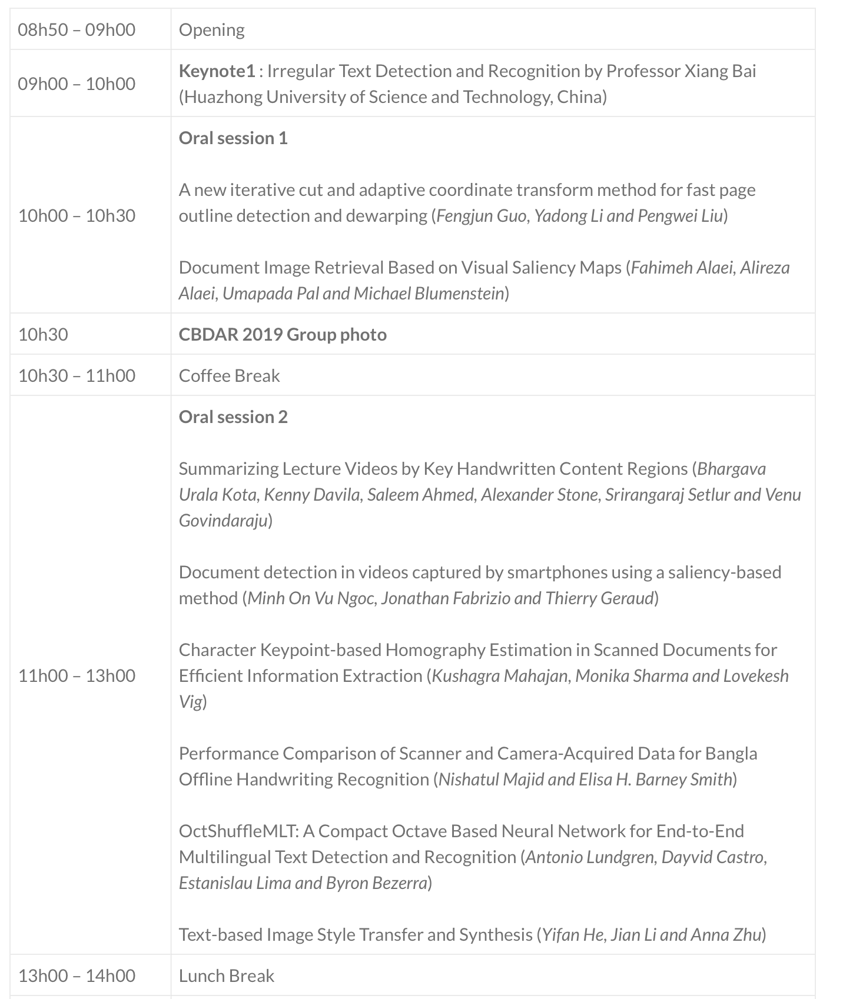 08h50 – 09h00
Opening
09h00 – 10h00
Keynote1 : Irregular Text Detection and Recognition by Professor Xiang Bai
(Huazhong University of Science and Technology, China)
10h00 – 10h30
Oral session 1
A new iterative cut and adaptive coordinate transform method for fast page
outline detection and dewarping (Fengjun Guo, Yadong Li and Pengwei Liu)
Document Image Retrieval Based on Visual Saliency Maps (Fahimeh Alaei, Alireza
Alaei, Umapada Pal and Michael Blumenstein)
10h30
CBDAR 2019 Group photo
10h30 – 11h00
Coffee Break
11h00 – 13h00
Oral session 2
Summarizing Lecture Videos by Key Handwritten Content Regions (Bhargava
Urala Kota, Kenny Davila, Saleem Ahmed, Alexander Stone, Srirangaraj Setlur and Venu
Govindaraju)
Document detection in videos captured by smartphones using a saliency-based
method (Minh On Vu Ngoc, Jonathan Fabrizio and Thierry Geraud)
Character Keypoint-based Homography Estimation in Scanned Documents for
Efficient Information Extraction (Kushagra Mahajan, Monika Sharma and Lovekesh
Vig)
Performance Comparison of Scanner and Camera-Acquired Data for Bangla
Offline Handwriting Recognition (Nishatul Majid and Elisa H. Barney Smith)
OctShuffleMLT: A Compact Octave Based Neural Network for End-to-End
Multilingual Text Detection and Recognition (Antonio Lundgren, Dayvid Castro,
Estanislau Lima and Byron Bezerra)
Text-based Image Style Transfer and Synthesis (Yifan He, Jian Li and Anna Zhu)
13h00 – 14h00
Lunch Break